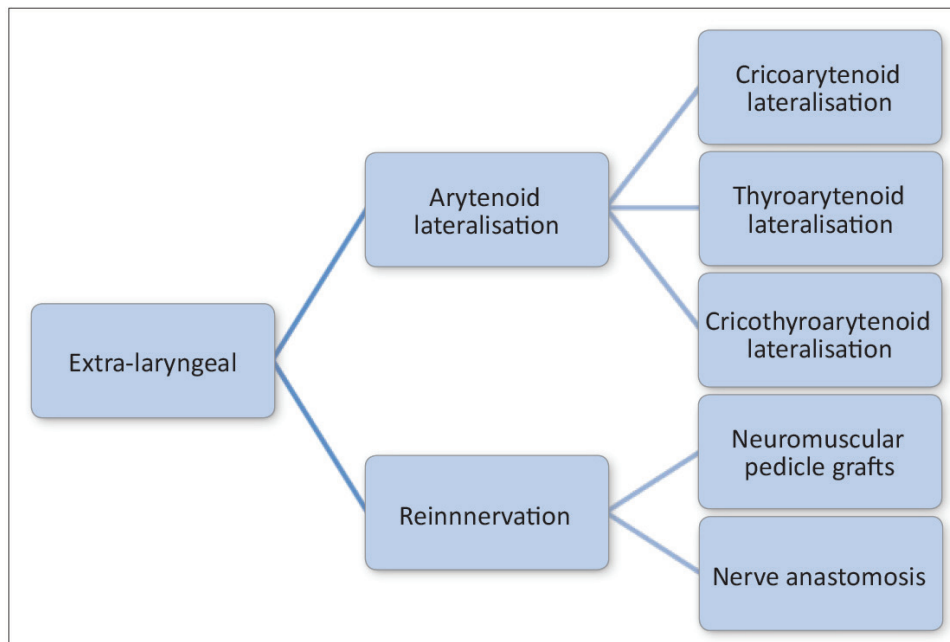 Extra-laryngeal
Arytenoid
lateralisation
Cricoarytenoid
lateralisation
Thyroarytenoid
lateralisation
Cricothyroarytenoid
lateralisation
Reinnnervation
Neuromuscular
pedicle grafts
Nerve anastomosis